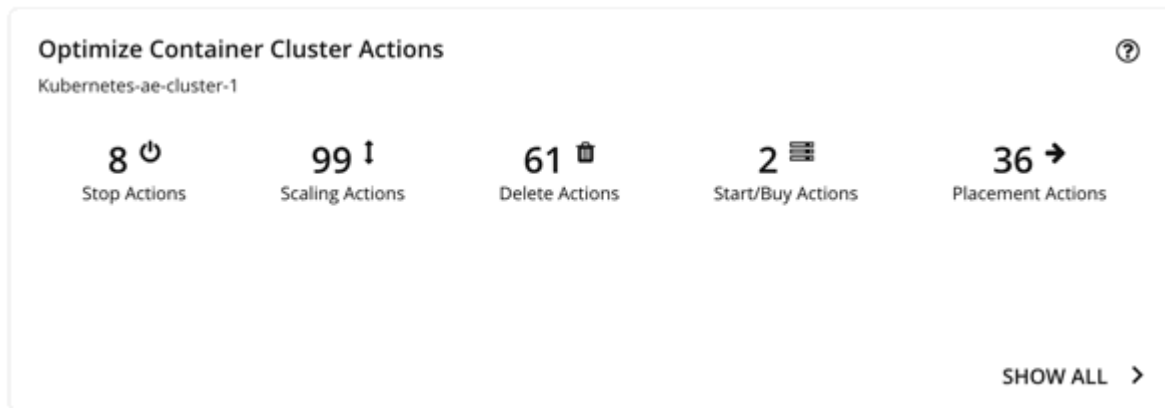 Optimize Container Cluster Actions
Kubernetes-ae-cluster-1
8 99 61 2 36
Stop Actions Scaling Actions Delete Actions Start/Buy Actions Placement Actions
SHOW ALL